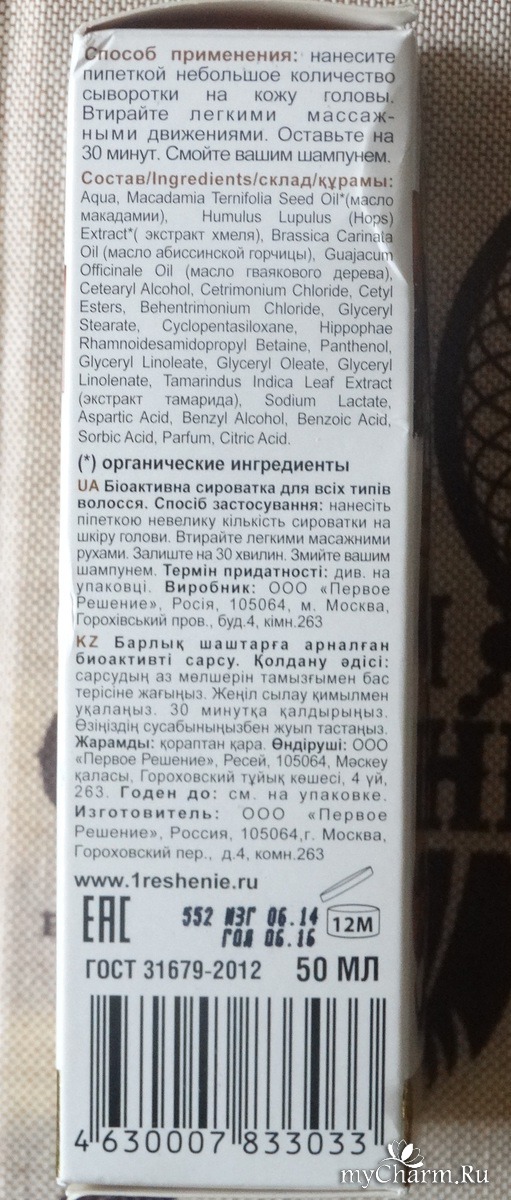 Способ применения: нанесите
пипеткой небольшое количество
сыворотки на кожу головы.
Втирайте легкими массаж-
ными движениями. Оставьте на
30 минут. Смойте вашим шампунем.
Состав/Ingredients/склад/құрамы:
Aqua, Macadamia Ternifolia Seed Oil*(масло
макадамии), Humulus Lupulus (Hops)
Extract*( экстракт хмеля), Brassica Carinata
Oil (масло абиссинской горчицы), Guajacum
Officinale Oil (масло гваякового дерева),
Cetearyl Alcohol, Cetrimonium Chloride, Cetyl
Esters, Behentrimonium Chloride, Glyceryl
Stearate, Cyclopentasiloxane, Hippophae
Rhamnoidesamidopropyl Betaine, Panthenol,
Glyceryl Linoleate, Glyceryl Oleate, Glyceryl
Linolenate, Tamarindus Indica Leaf Extract
(экстракт тамарида), Sodium Lactate,
Aspartic Acid, Benzyl Alcohol, Benzoic Acid,
Sorbic Acid, Parfum, Citric Acid.
(*) органические ингредиенты
UA Біоактивна сироватка для всіх типів
волосся. Спосіб застосування: нанесіть
піпеткою невелику кількість сироватки на
шкіру голови. Втирайте легкими масажними
рухами. Залиште на 30 хвилин. Змийте вашим
шампунем. Термін придатності: див. на
упаковці. Виробник: ООО «Первое
Решение», Росія, 105064, м. Москва,
Горохівський пров., буд.4, кімн.263
KZ Барлық шаштарға арналған
биоактивті сарсу. Қолдану әдісі:
сарсудың аз мөлшерін тамызғымен бас
терісіне жағыңыз. Жеңіл сылау қимылмен
уқалаңыз. 30 минутқа қалдырыңыз.
Өзіңіздің сусабыныңызбен жуып тастаңыз.
Жарамды: қораптан қара. Өндіруші: ООО
«Первое Решение», Ресей, 105064, Мәскеу
қаласы, Гороховский тұйық көшесі, 4 үй,
263. Годен до: см. на упаковке.
Изготовитель: ООО «Первое
Решение», Россия, 105064,г. Москва,
Гороховский пер., д.4, комн.263
www.1reshenie.ru
EAC 552 ИЗГ 06.14 12M
ГОД 06.16
ГОСТ 31679-2012 50 МЛ
4 630007 833033
myCharm.Ru